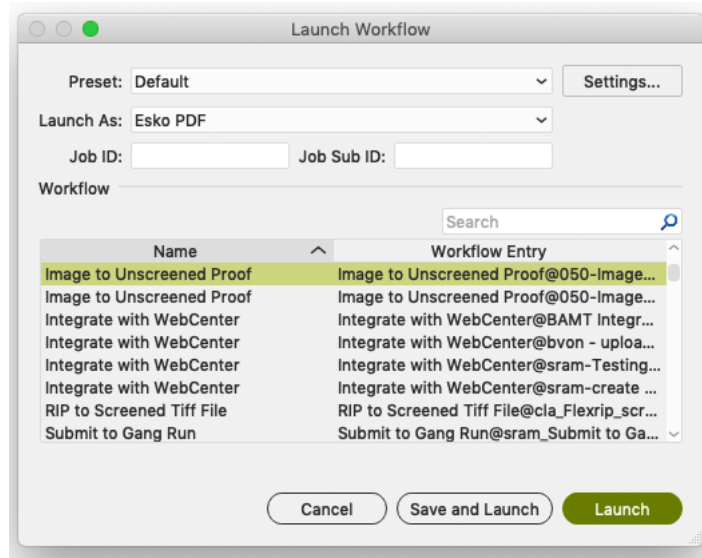 Launch Workflow
Preset: Default Settings...
Launch As: Esko PDF
Job ID: Job Sub ID:
Workflow
Search
Name Workflow Entry
Image to Unscreened Proof Image to Unscreened Proof@050-Image...
Image to Unscreened Proof Image to Unscreened Proof@050-Image...
Integrate with WebCenter Integrate with WebCenter@BAMT Integr...
Integrate with WebCenter Integrate with WebCenter@bvon - uploa...
Integrate with WebCenter Integrate with WebCenter@sram-Testing...
Integrate with WebCenter Integrate with WebCenter@sram-create ...
RIP to Screened Tiff File RIP to Screened Tiff File@cla_Flexrip_scr...
Submit to Gang Run Submit to Gang Run@sram_Submit to Ga...
Cancel Save and Launch Launch